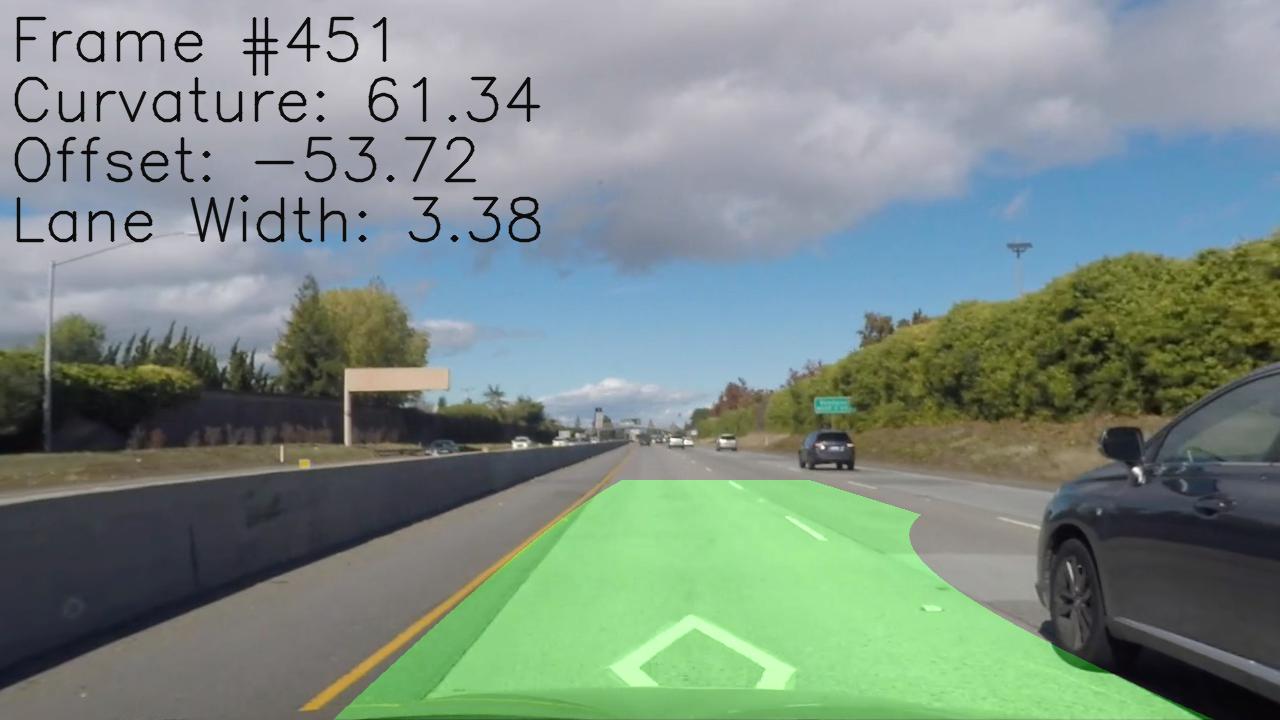 Frame #451
Curvature: 61.34
Offset: -53.72
Lane Width: 3.38